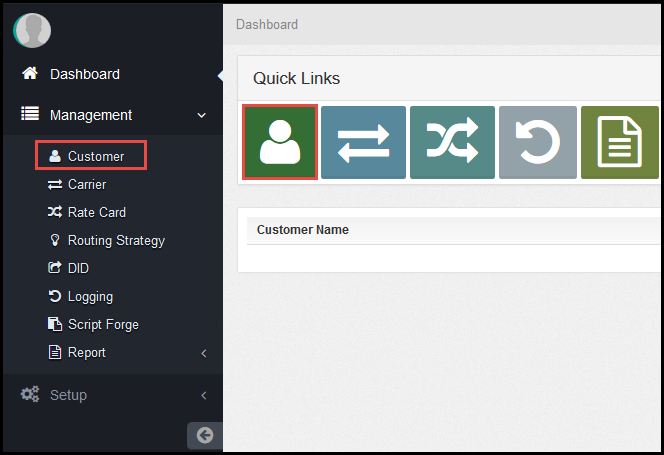 Dashboard
Management
Customer
Carrier
Rate Card
Routing Strategy
DID
Logging
Script Forge
Report
Setup
Dashboard
Quick Links
Customer Name